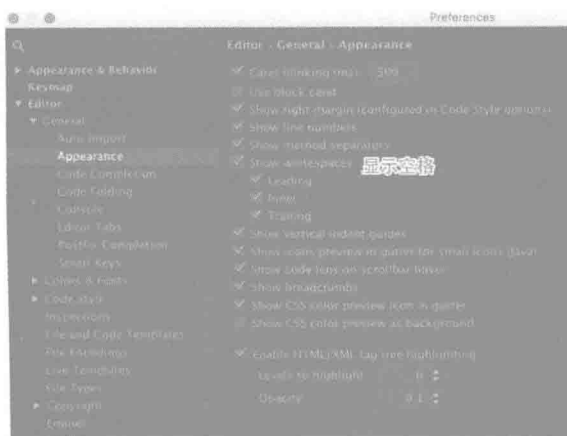 Preferences
Editor › General › Appearance
Appearance & Behavior
Keymap
Editor
General
Auto Import
Appearance
Code Completion
Code Folding
Console
Editor Tabs
Postfix Completion
Smart Keys
Colors & Fonts
Code Style
Inspections
File and Code Templates
File Encodings
Live Templates
File Types
Copyright
Emmet
Caret blinking (ms): 500
Use block caret
Show right margin (configured in Code Style options)
Show line numbers
Show method separators
Show whitespaces 显示空格
Leading
Inner
Trailing
Show vertical indent guides
Show icons preview in gutter for small icons (Java)
Show code lens on scrollbar hover
Show breadcrumbs
Show CSS color preview icon in gutter
Show CSS color preview as background
Enable HTML/XML tag tree highlighting
Levels to highlight 6
Opacity 0.1